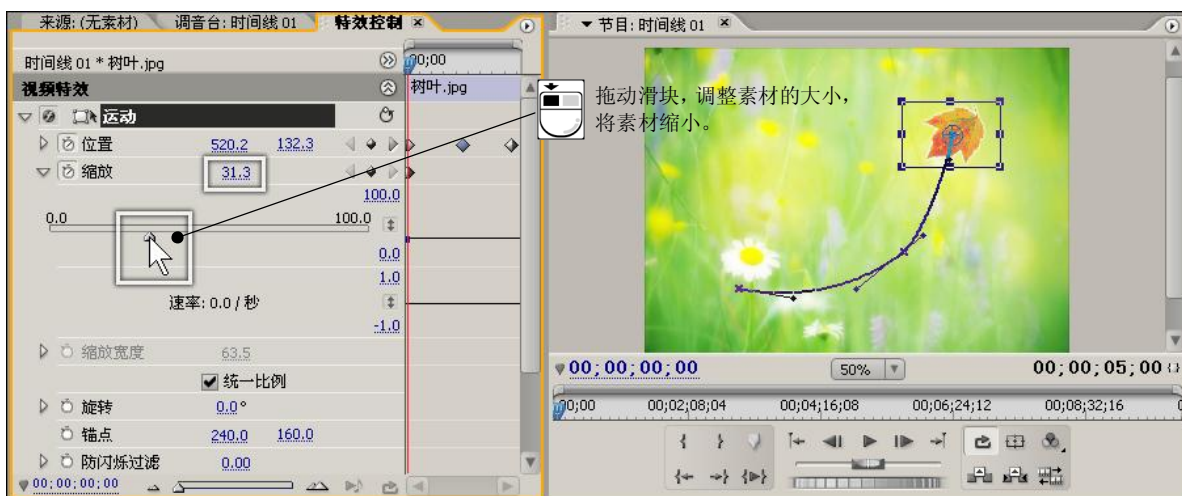 来源: (无素材) 调音台: 时间线 01 特效控制
时间线 01 * 树叶.jpg
00;00
视频特效
树叶.jpg
运动
位置 520.2 132.3
缩放 31.3
100.0
0.0 100.0
0.0
1.0
速率: 0.0 / 秒
-1.0
缩放宽度 63.5
统一比例
旋转 0.0°
锚点 240.0 160.0
防闪烁过滤 0.00
00;00;00;00
拖动滑块，调整素材的大小，
将素材缩小。
节目: 时间线 01
00;00;00;00 50% 00;00;05;00
00;00 00;02;08;04 00;04;16;08 00;06;24;12 00;08;32;16